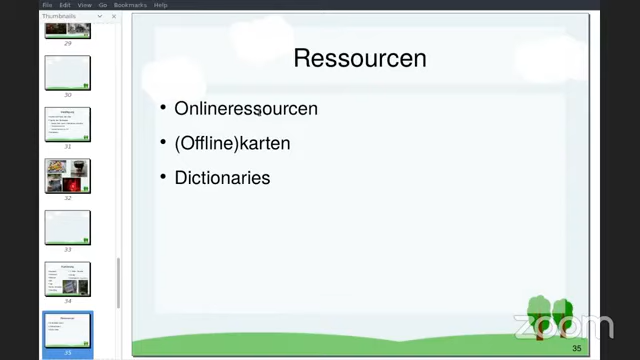 File Edit View Go Bookmarks Help
Thumbnails
29
30
31
32
33
34
35
Ressourcen
• Onlineressourcen
• (Offline)karten
• Dictionaries
zoom
35